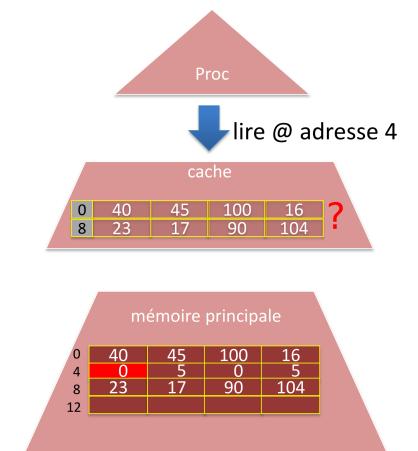 Proc
lire @ adresse 4
cache
0 40 45 100 16
?
8 23 17 90 104
mémoire principale
0 40 45 100 16
4 0 5 0 5
8 23 17 90 104
12